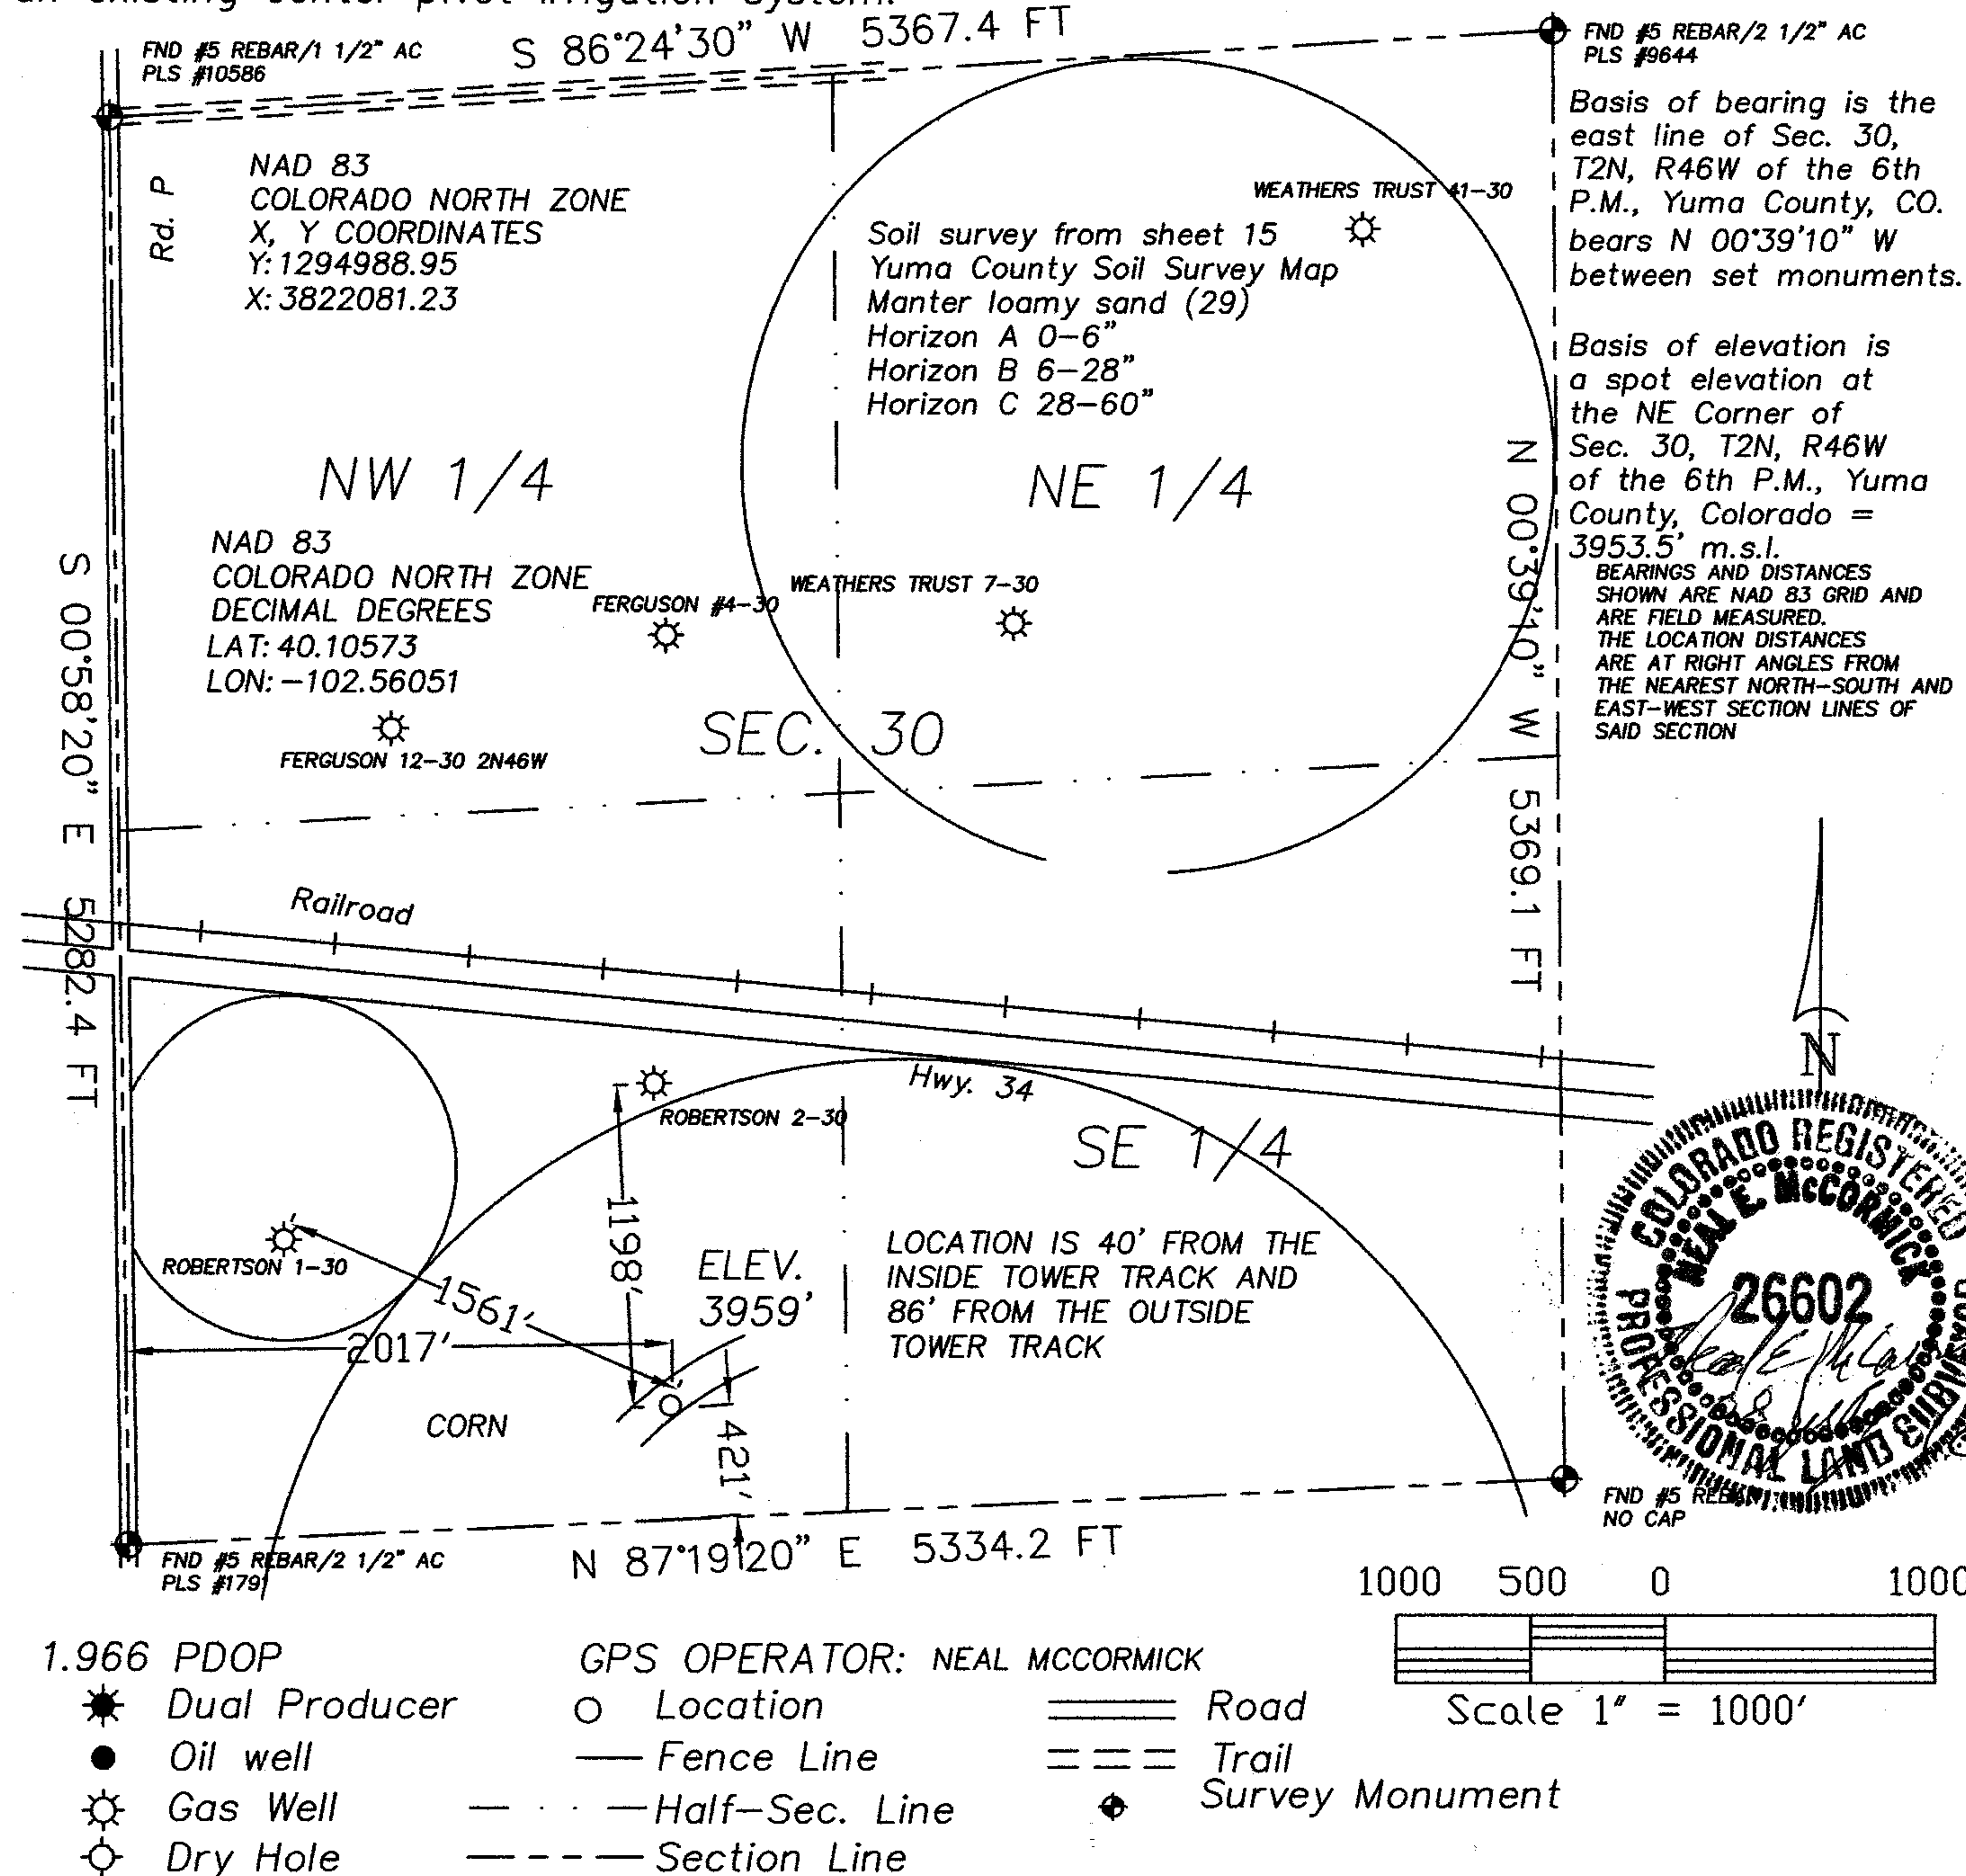 an existing center pivot irrigation system.
S 86°24'30" W 5367.4 FT
FND #5 REBAR/1 1/2" AC
PLS #10586
FND #5 REBAR/2 1/2" AC
PLS #9644
Rd. P
NAD 83
COLORADO NORTH ZONE
X, Y COORDINATES
Y: 1294988.95
X: 3822081.23
WEATHERS TRUST 41-30
Soil survey from sheet 15
Yuma County Soil Survey Map
Manter loamy sand (29)
Horizon A 0-6"
Horizon B 6-28"
Horizon C 28-60"
Basis of bearing is the
east line of Sec. 30,
T2N, R46W of the 6th
P.M., Yuma County, CO.
bears N 00°39'10" W
between set monuments.
Basis of elevation is
a spot elevation at
the NE Corner of
Sec. 30, T2N, R46W
of the 6th P.M., Yuma
County, Colorado =
3953.5' m.s.l.
BEARINGS AND DISTANCES
SHOWN ARE NAD 83 GRID AND
ARE FIELD MEASURED.
THE LOCATION DISTANCES
ARE AT RIGHT ANGLES FROM
THE NEAREST NORTH-SOUTH AND
EAST-WEST SECTION LINES OF
SAID SECTION
NW 1/4
NE 1/4
N 00°39'10" W 5369.1 FT
S 00°58'20" E 5282.4 FT
NAD 83
COLORADO NORTH ZONE
DECIMAL DEGREES
LAT: 40.10573
LON: -102.56051
FERGUSON #4-30
WEATHERS TRUST 7-30
FERGUSON 12-30 2N46W
SEC. 30
Railroad
Hwy. 34
ROBERTSON 2-30
SE 1/4
N
ROBERTSON 1-30
1198'
1561'
2017'
ELEV.
3959'
LOCATION IS 40' FROM THE
INSIDE TOWER TRACK AND
86' FROM THE OUTSIDE
TOWER TRACK
CORN
421'
COLORADO REGISTERED
NEAL E. McCORMICK
26602
PROFESSIONAL LAND SURVEYOR
FND #5 REBAR
NO CAP
FND #5 REBAR/2 1/2" AC
PLS #1791
N 87°19'20" E 5334.2 FT
1000 500 0 1000
Scale 1" = 1000'
1.966 PDOP
GPS OPERATOR: NEAL MCCORMICK
Dual Producer
Location
Road
Oil well
Fence Line
Trail
Gas Well
Half-Sec. Line
Survey Monument
Dry Hole
Section Line